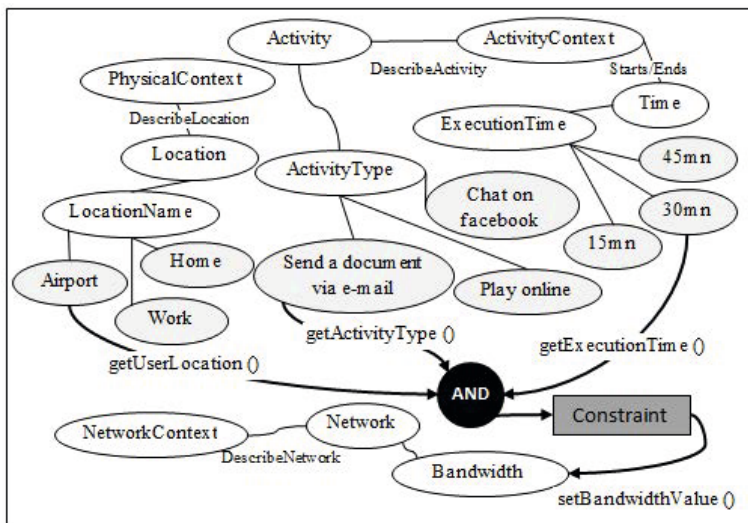 Activity
ActivityContext
DescribeActivity
Starts/Ends
PhysicalContext
DescribeLocation
Time
ExecutionTime
Location
45mn
ActivityType
Chat on
facebook
30mn
LocationName
15mn
Home
Airport
Send a document
via e-mail
Play online
Work
getActivityType ()
getExecutionTime ()
getUserLocation ()
AND
Constraint
NetworkContext
Network
DescribeNetwork
Bandwidth
setBandwidthValue ()